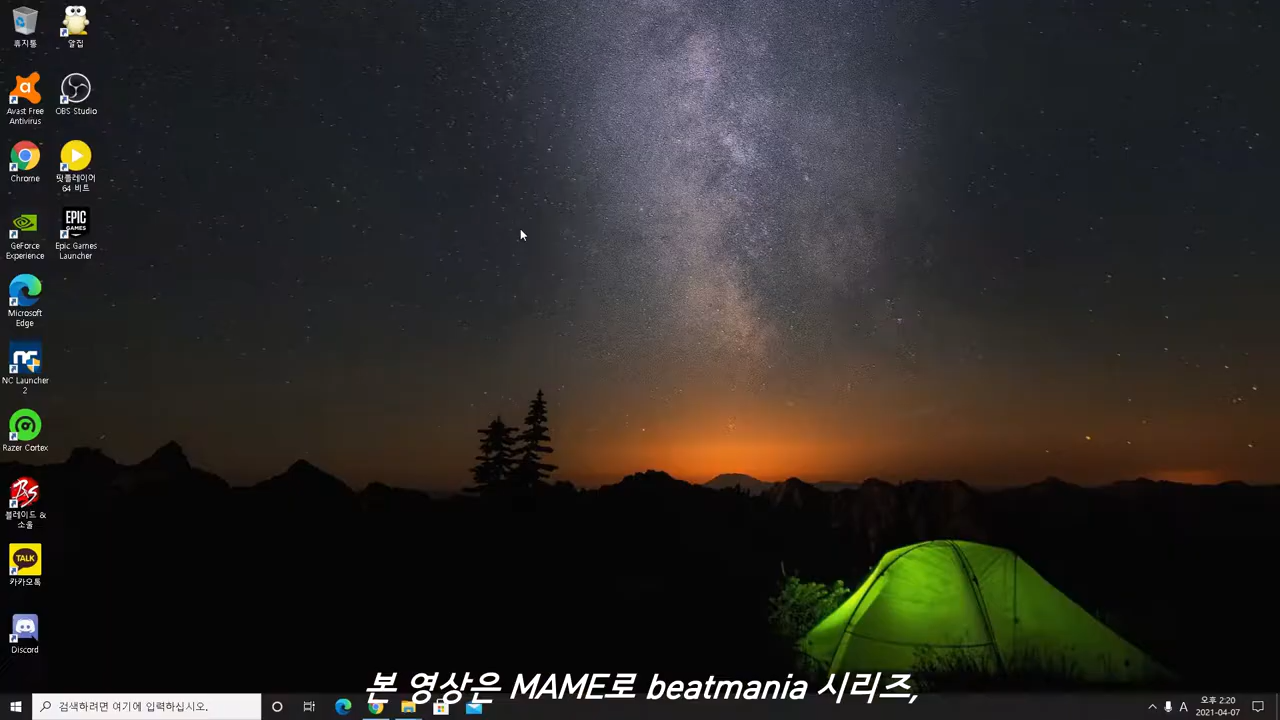 휴지통
알집
Avast Free
Antivirus
OBS Studio
Chrome
팟플레이어
64 비트
GeForce
Experience
EPIC
GAMES
Epic Games
Launcher
Microsoft
Edge
NC Launcher
2
Razer Cortex
블레이드 &
소울
TALK
카카오톡
Discord
본 영상은 MAME로 beatmania 시리즈,
검색하려면 여기에 입력하십시오.
A
오후 2:20
2021-04-07